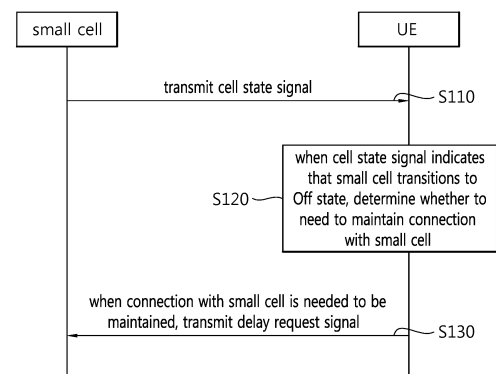 small cell
UE
transmit cell state signal
S110
when cell state signal indicates
that small cell transitions to
Off state, determine whether to
need to maintain connection
with small cell
S120
when connection with small cell is needed to be
maintained, transmit delay request signal
S130